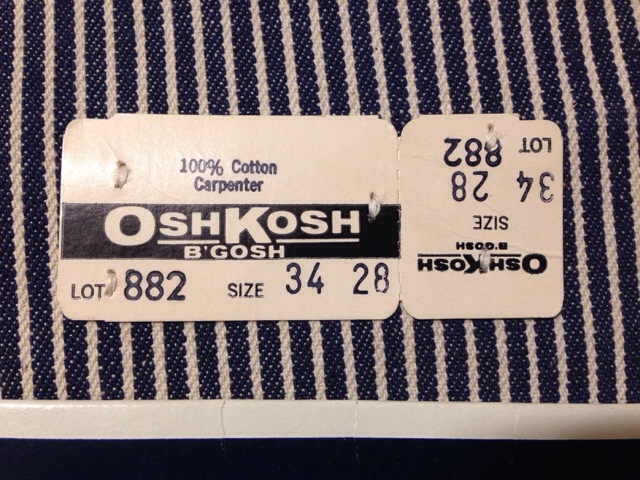 100% Cotton
Carpenter
OSHKOSH
B'GOSH
LOT 882 SIZE 34 28
OSHKOSH
B'GOSH
SIZE
34 28
LOT 882